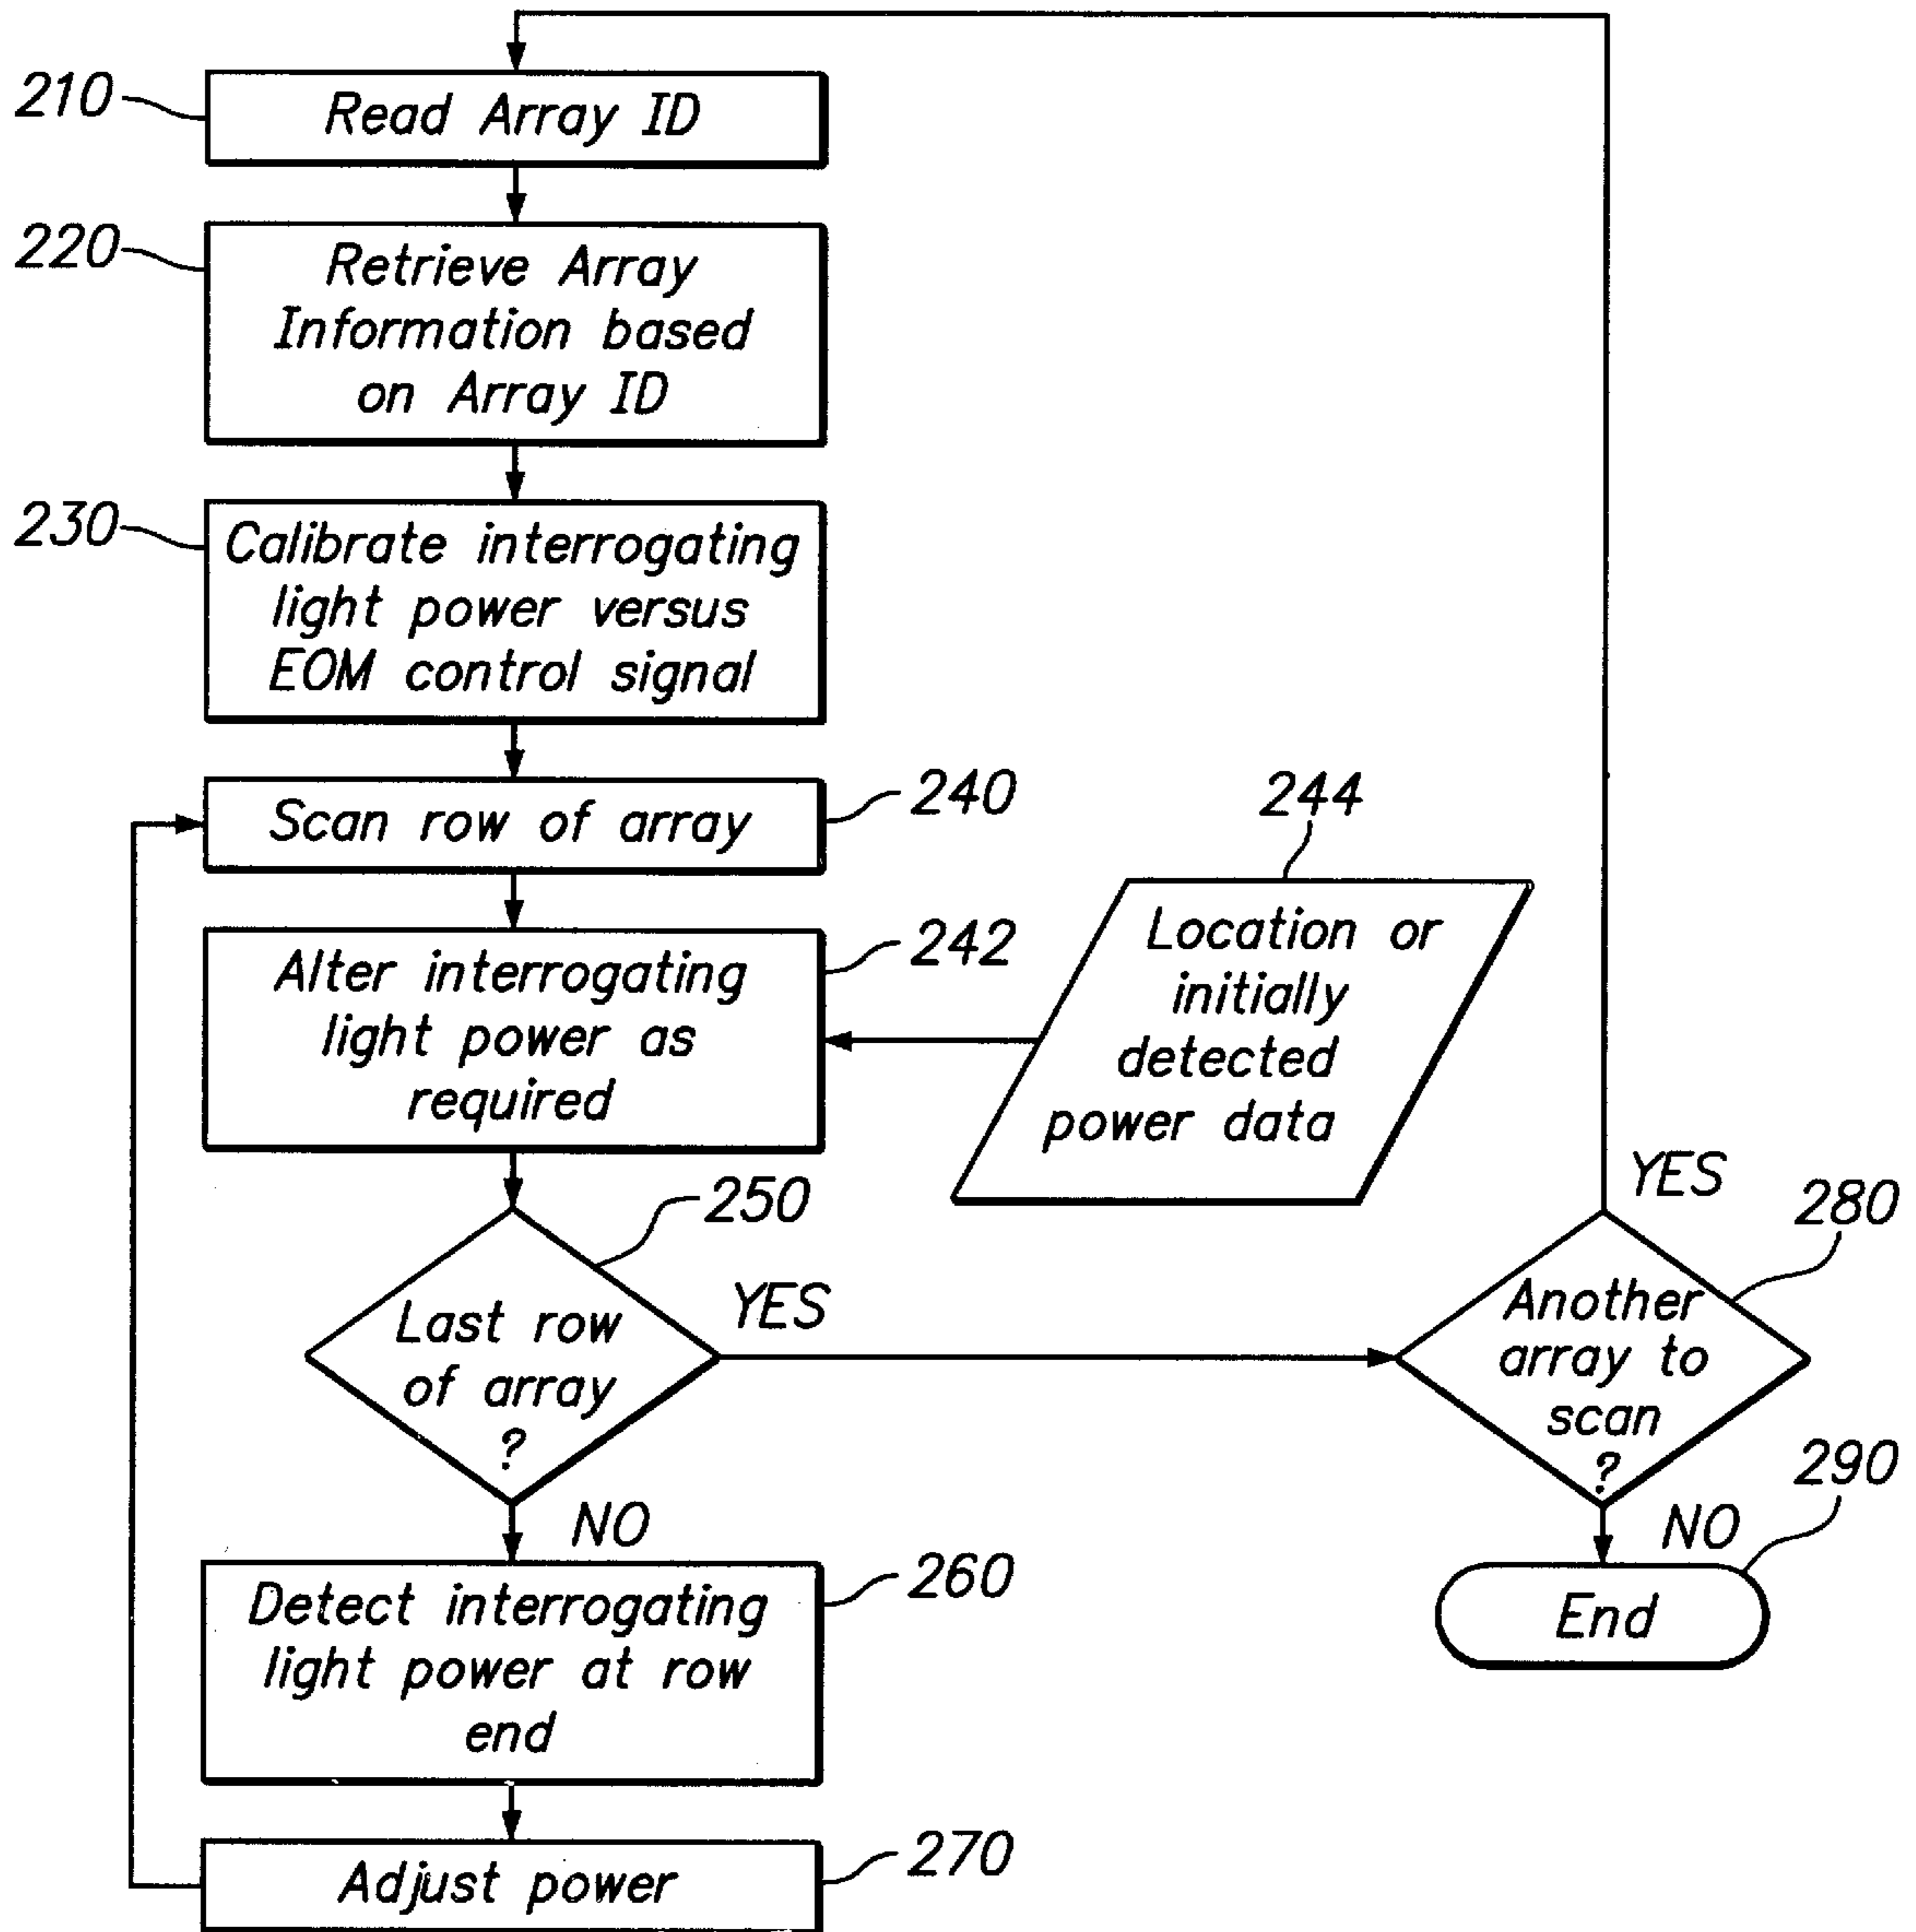 210
Read Array ID
220
Retrieve Array
Information based
on Array ID
230
Calibrate interrogating
light power versus
EOM control signal
Scan row of array
240
Alter interrogating
light power as
required
242
244
Location or
initially
detected
power data
250
Last row
of array
?
YES
NO
YES
280
Another
array to
scan
?
NO
290
End
Detect interrogating
light power at row
end
260
Adjust power
270